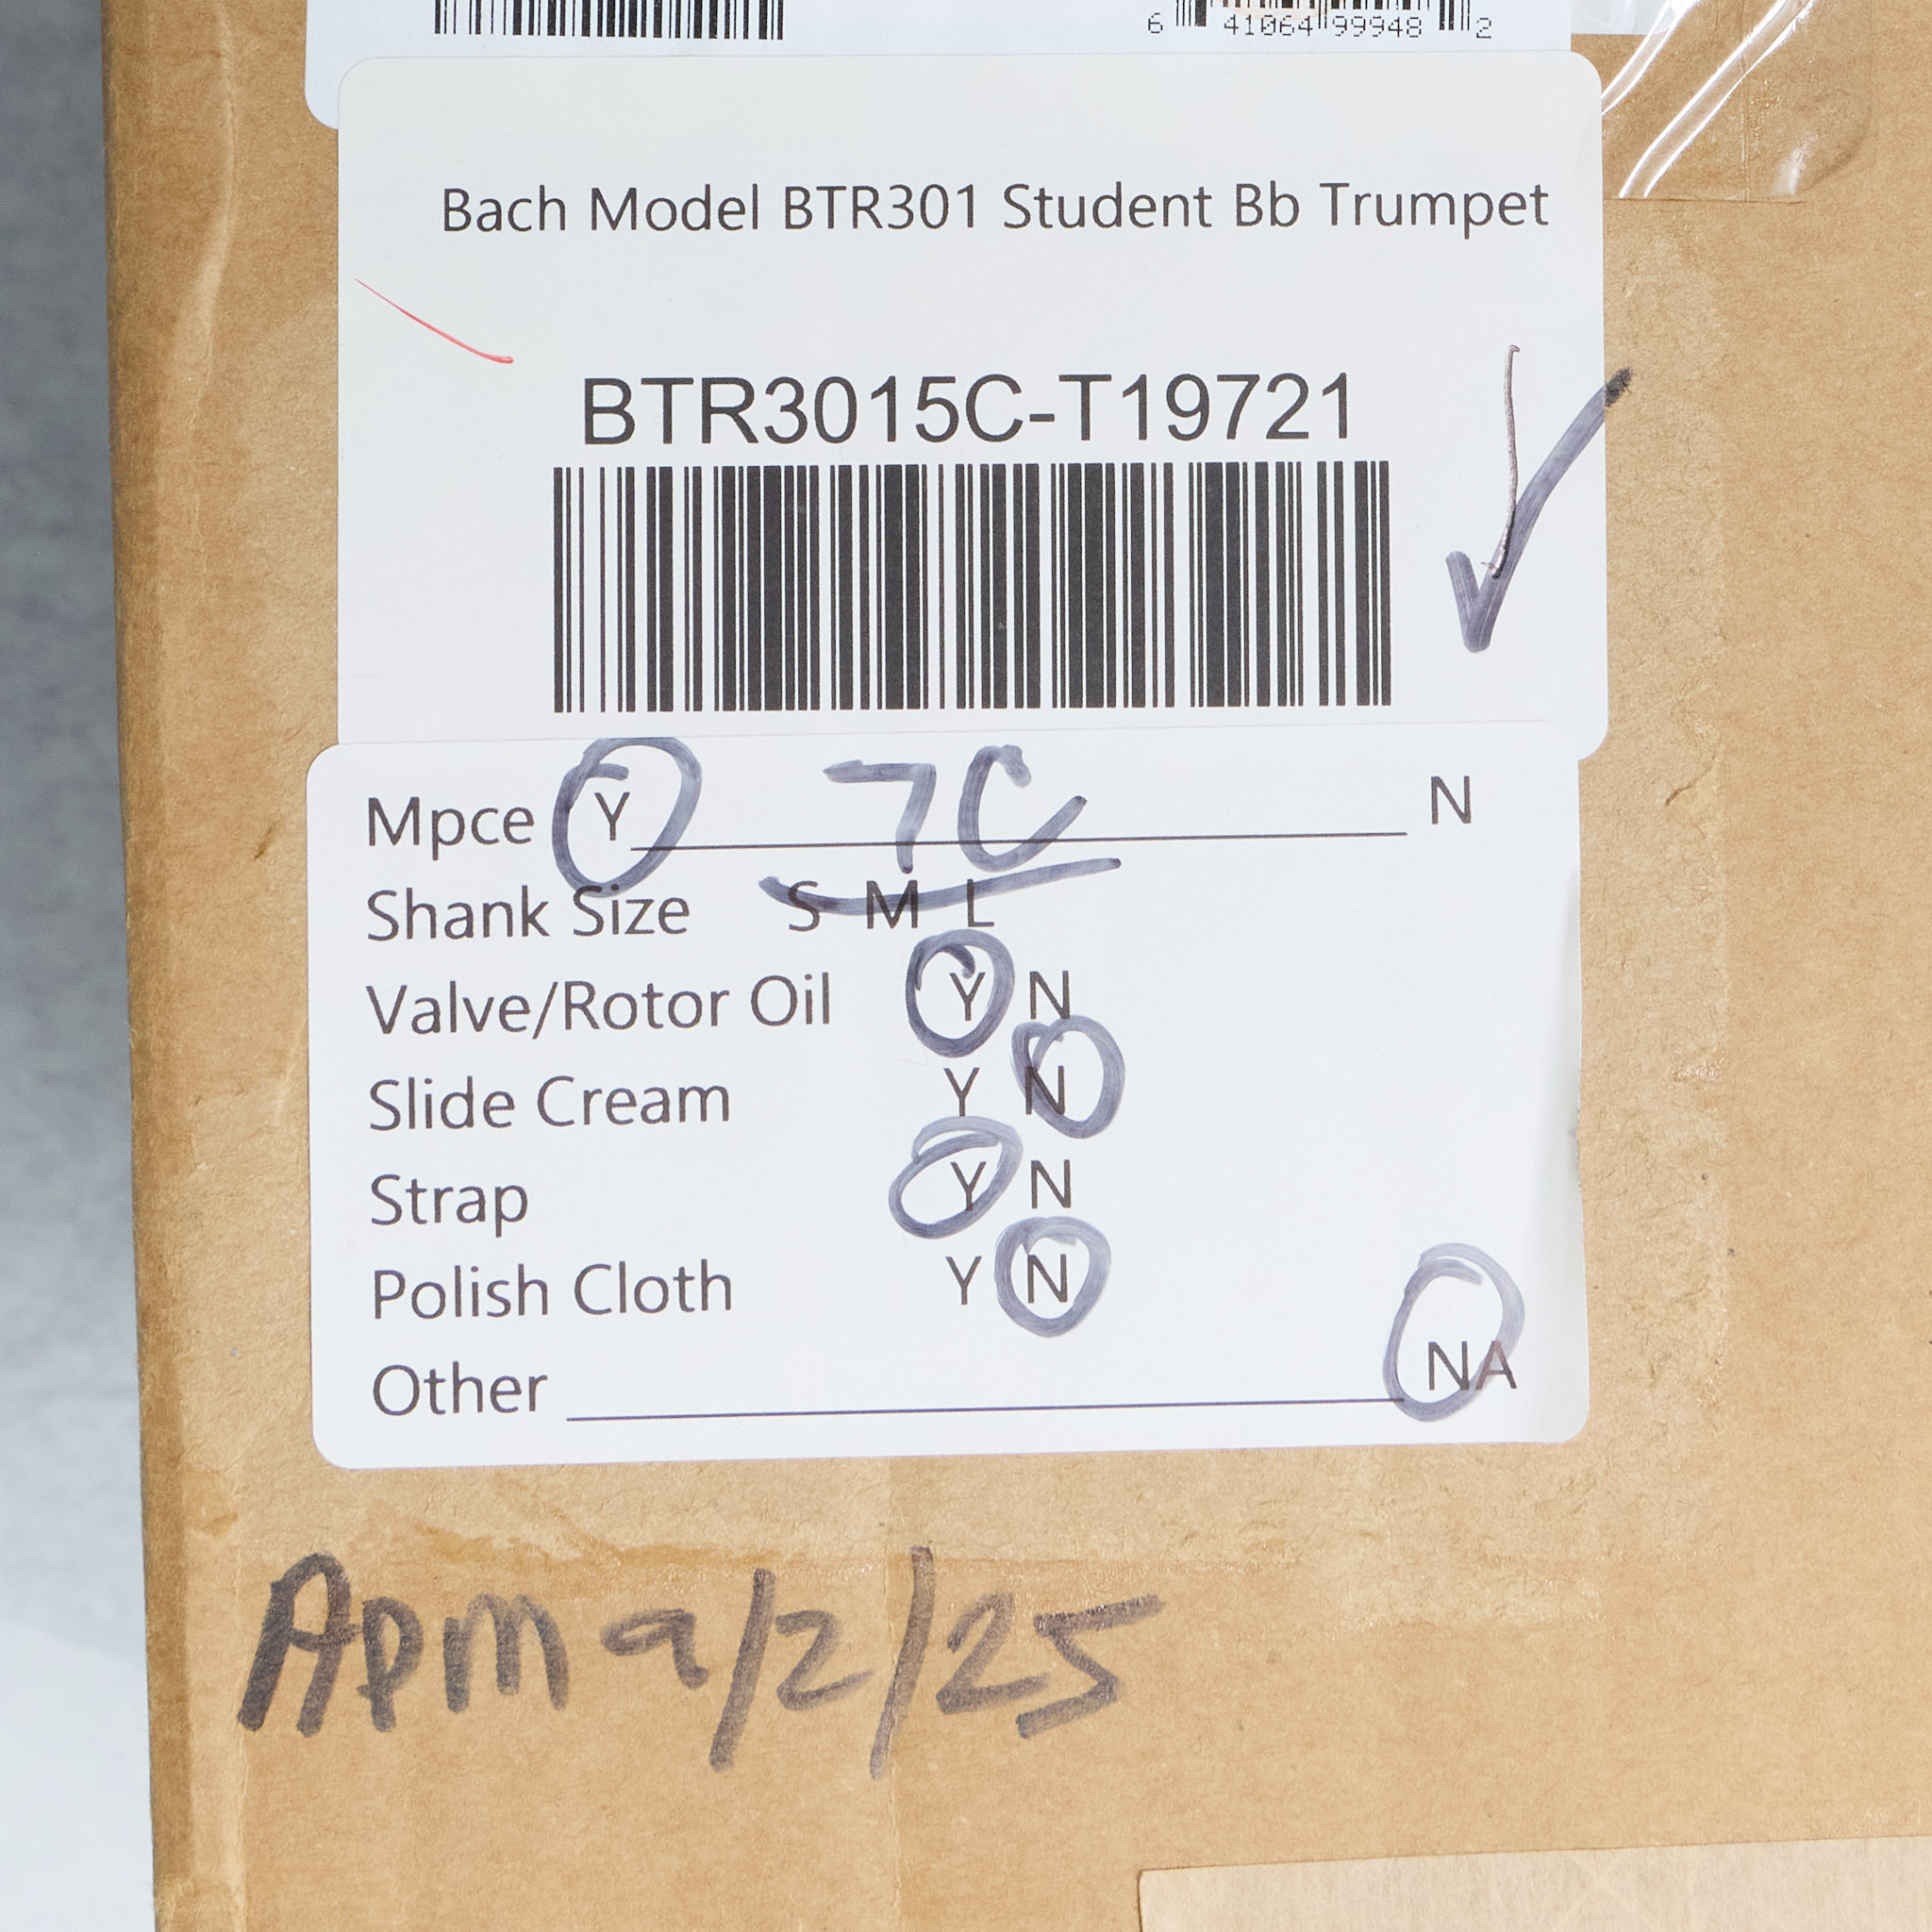 6 41064 99948 2
Bach Model BTR301 Student Bb Trumpet
BTR3015C-T19721
Mpce Y 7C N
Shank Size S M L
Valve/Rotor Oil Y N
Slide Cream Y N
Strap Y N
Polish Cloth Y N
Other NA
Apm 9/2/25